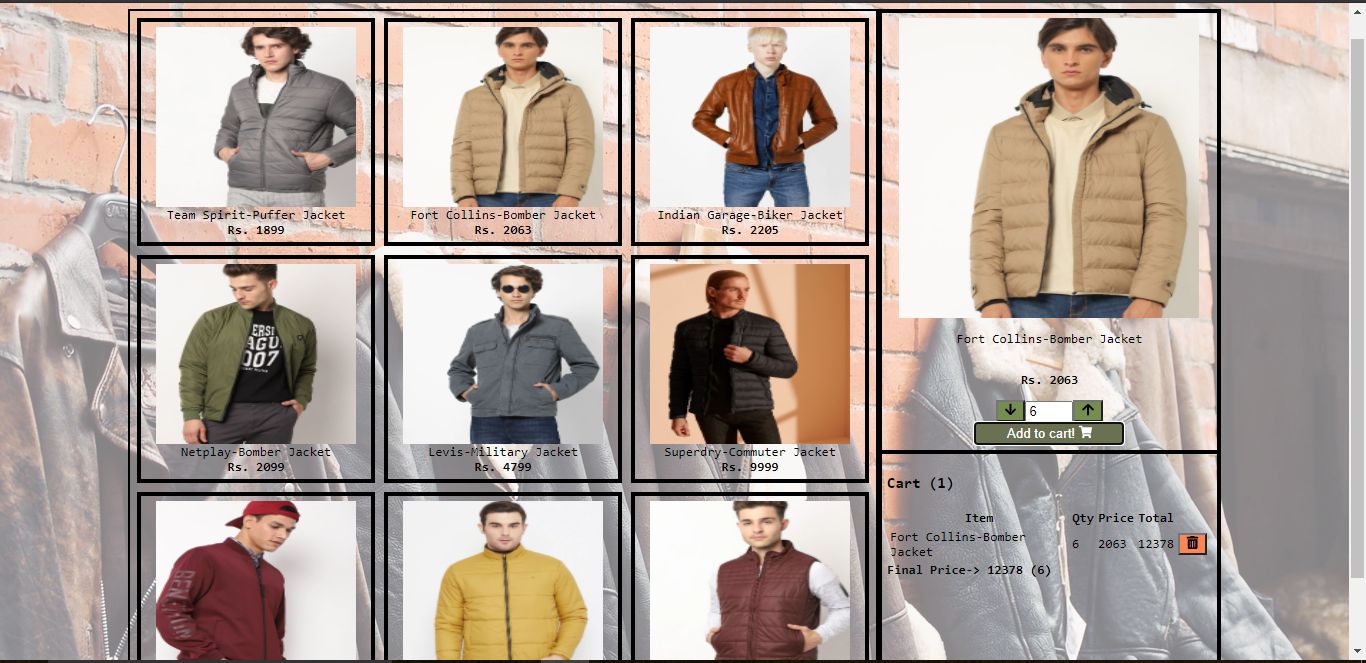 Team Spirit-Puffer Jacket
Rs. 1899
Fort Collins-Bomber Jacket
Rs. 2063
Indian Garage-Biker Jacket
Rs. 2205
Netplay-Bomber Jacket
Rs. 2099
Levis-Military Jacket
Rs. 4799
Superdry-Commuter Jacket
Rs. 9999
Fort Collins-Bomber Jacket
Rs. 2063
6
Add to cart!
Cart (1)
Item Qty Price Total
Fort Collins-Bomber
Jacket
6 2063 12378
Final Price-> 12378 (6)